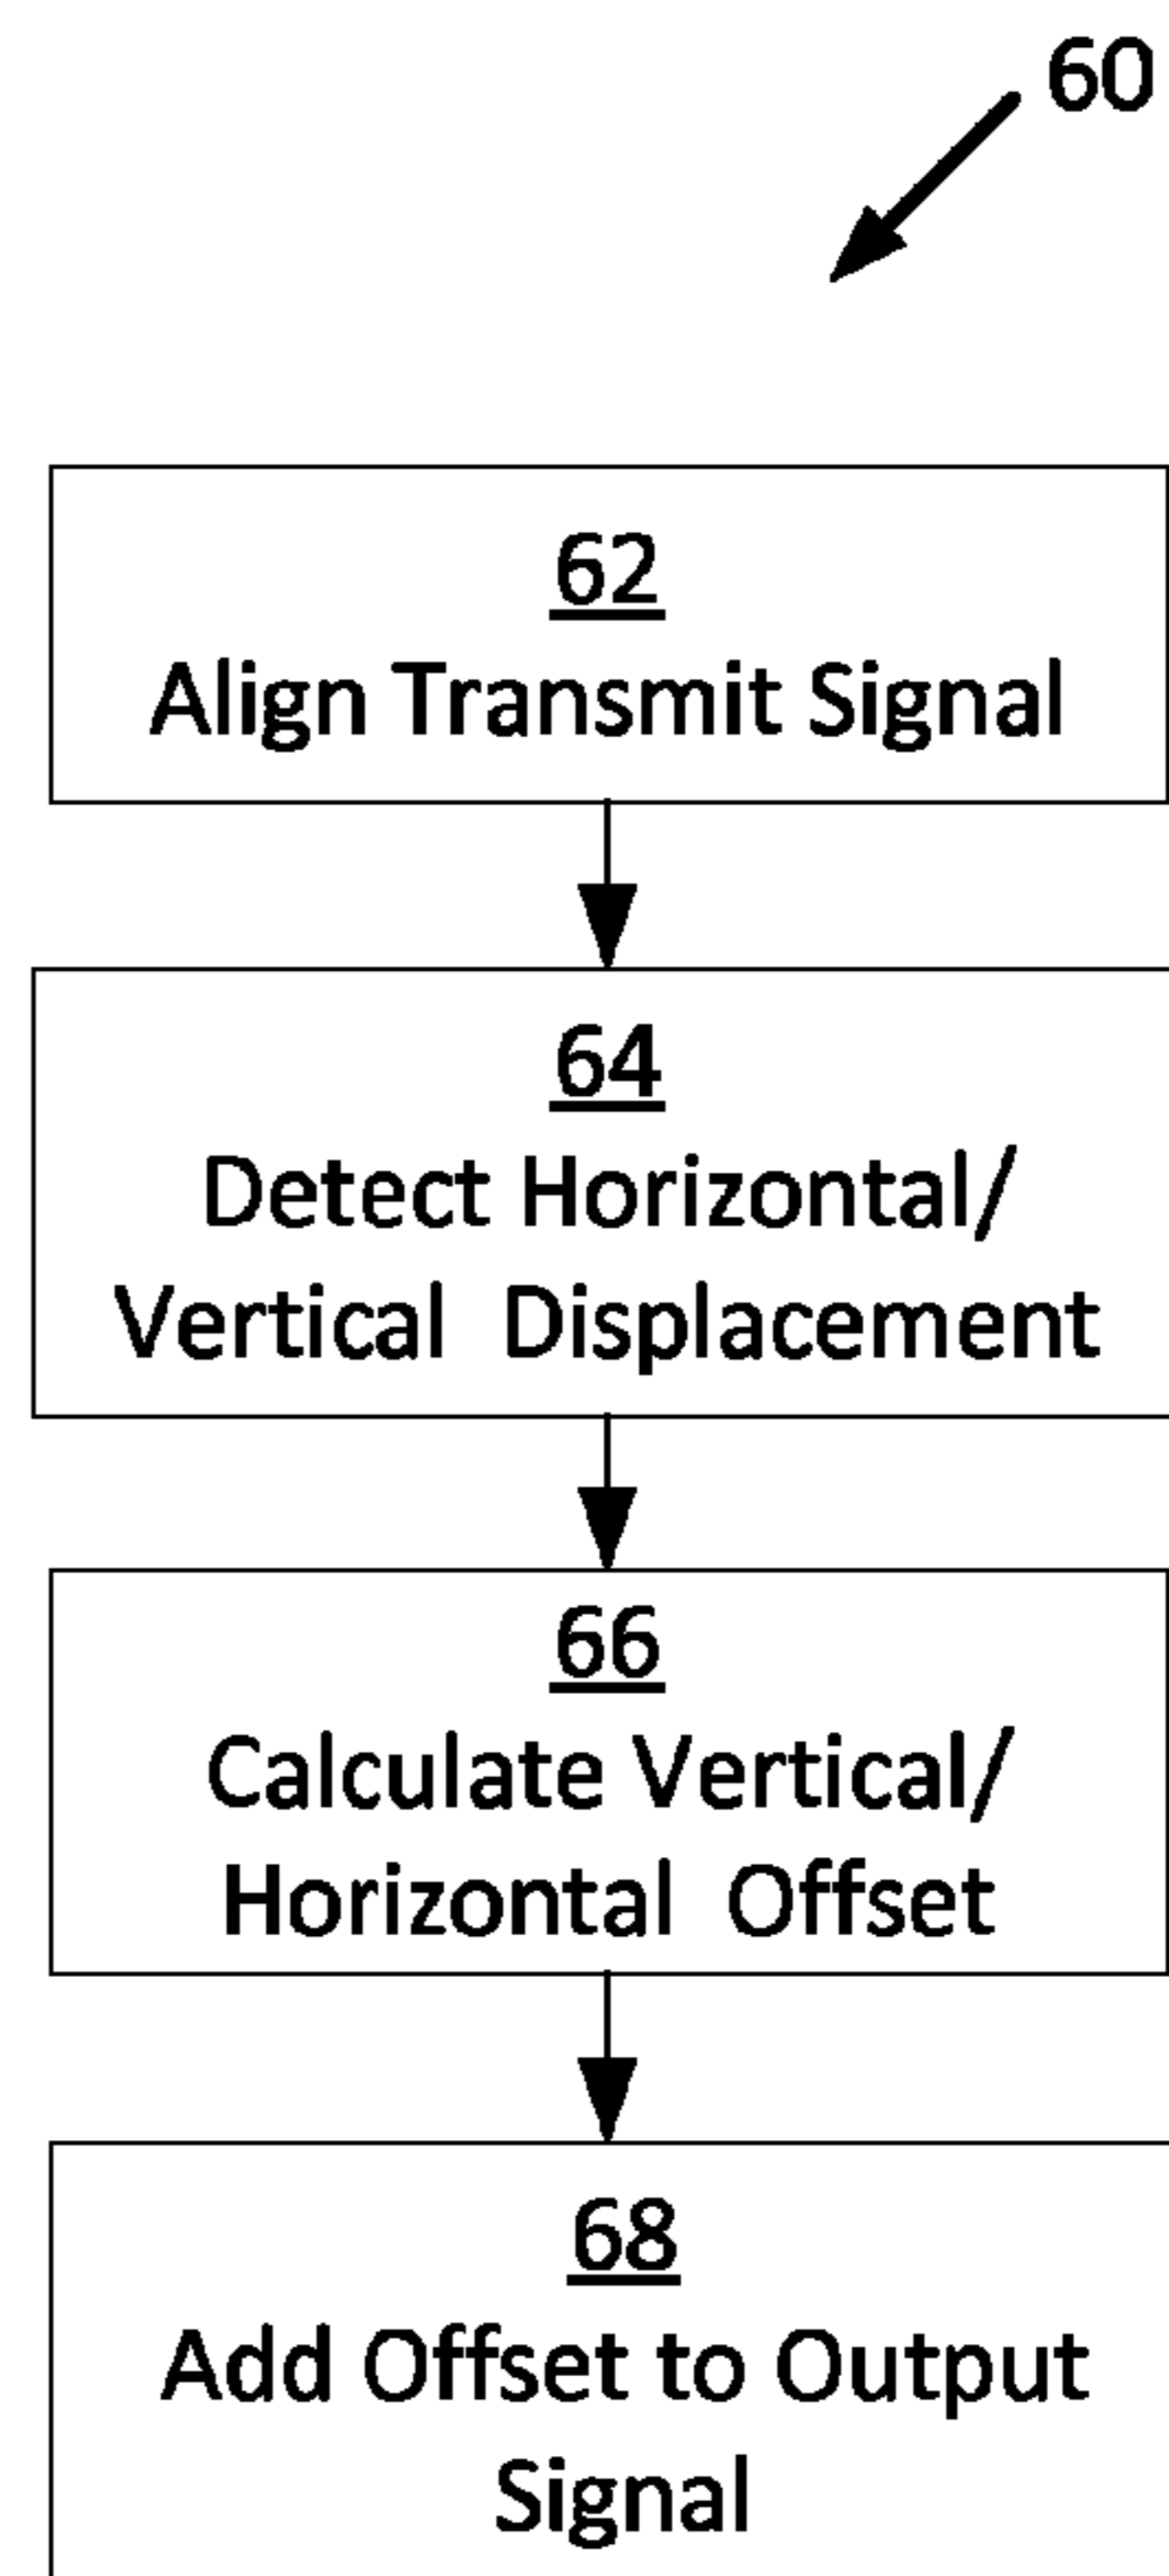 60
62
Align Transmit Signal
64
Detect Horizontal/
Vertical Displacement
66
Calculate Vertical/
Horizontal Offset
68
Add Offset to Output
Signal